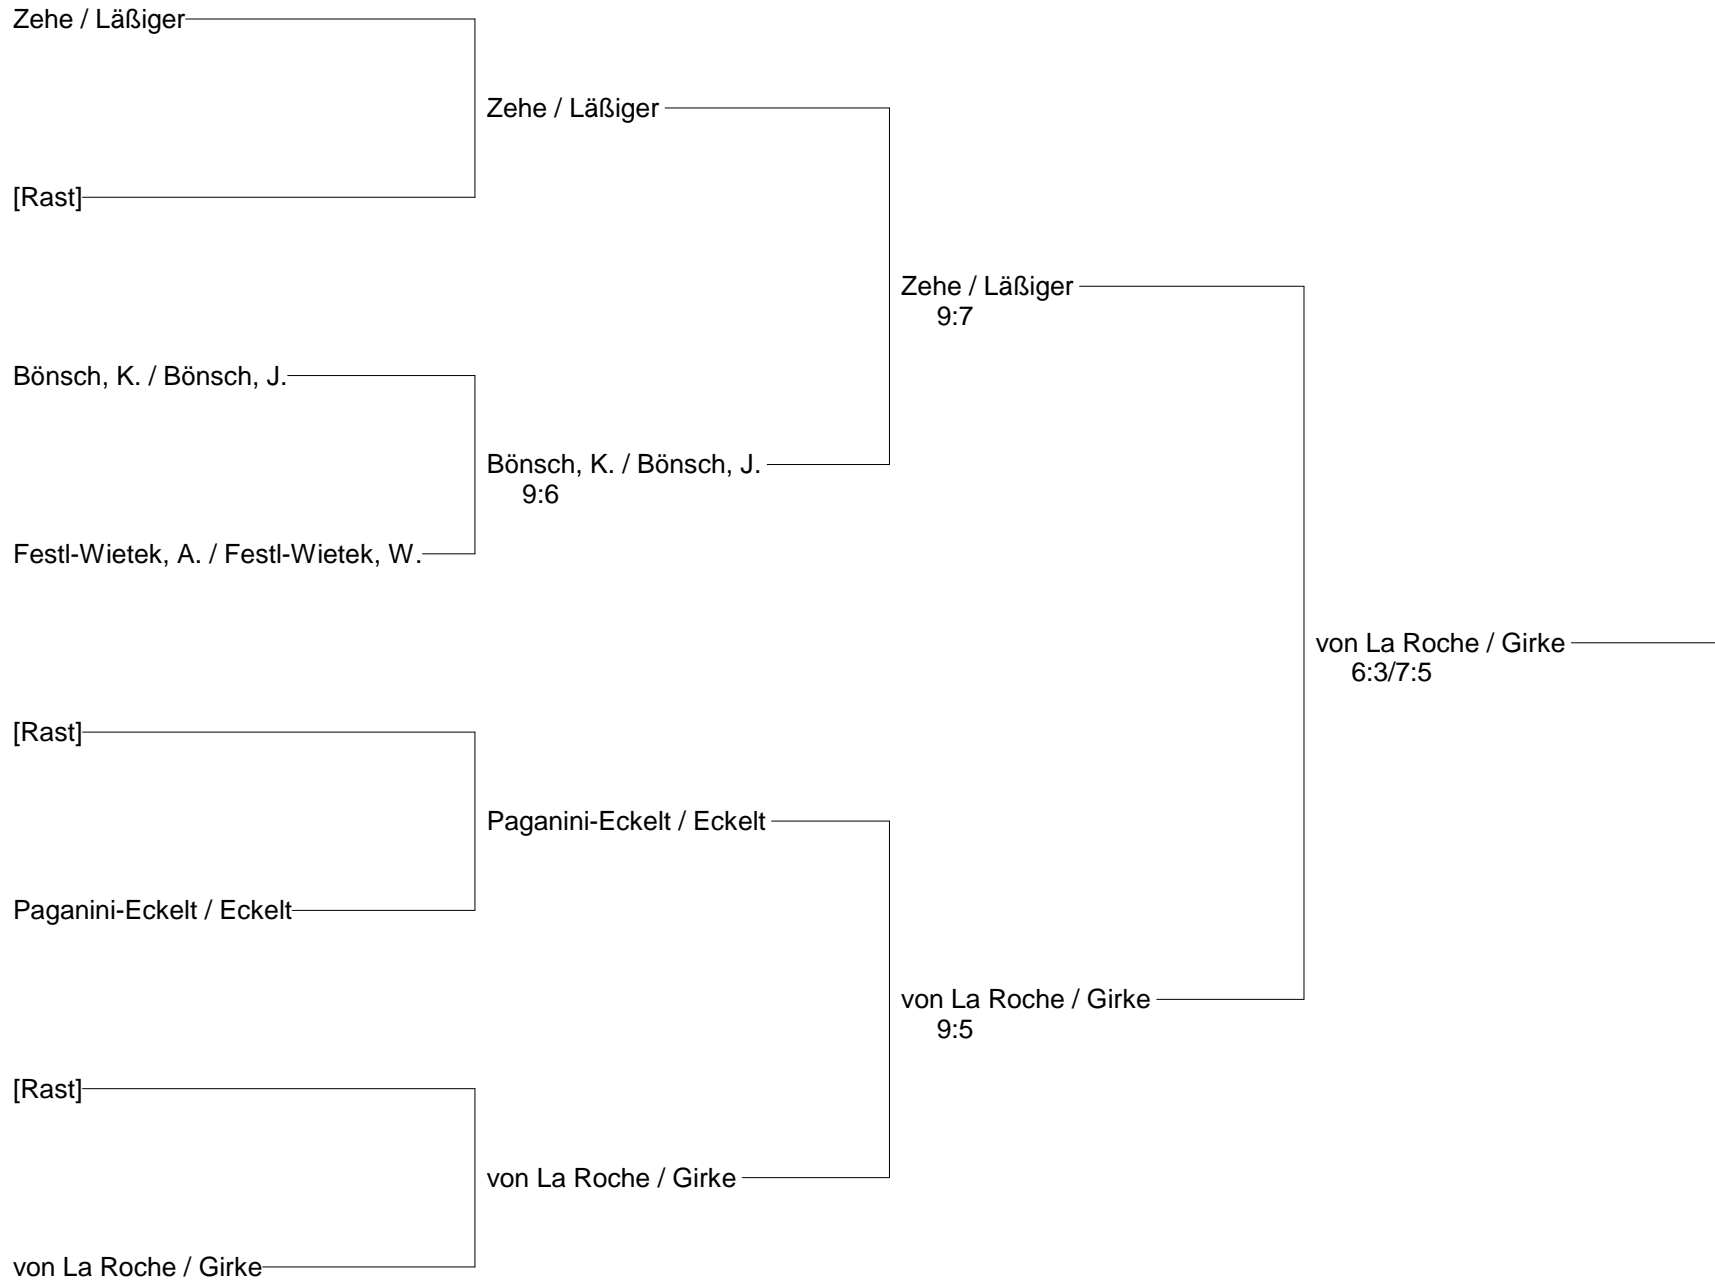 Zehe / Läßiger
[Rast]
Bönsch, K. / Bönsch, J.
Festl-Wietek, A. / Festl-Wietek, W.
[Rast]
Paganini-Eckelt / Eckelt
[Rast]
von La Roche / Girke
Zehe / Läßiger
Bönsch, K. / Bönsch, J.
9:6
Paganini-Eckelt / Eckelt
von La Roche / Girke
Zehe / Läßiger
9:7
von La Roche / Girke
9:5
von La Roche / Girke
6:3/7:5